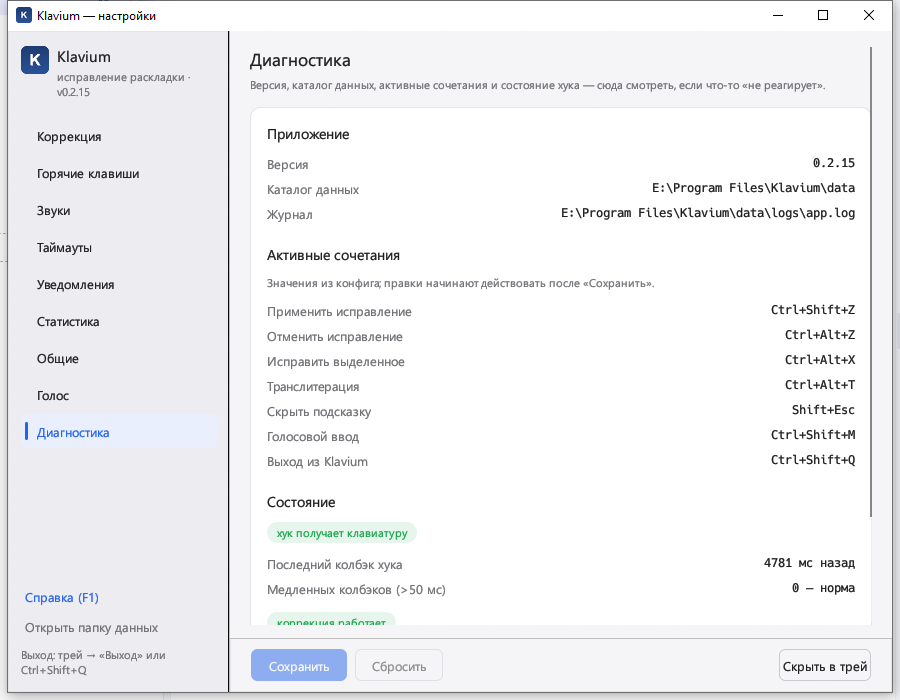 K Klavium — настройки
K
Klavium
исправление раскладки ·
v0.2.15
Коррекция
Горячие клавиши
Звуки
Таймауты
Уведомления
Статистика
Общие
Голос
Диагностика
Справка (F1)
Открыть папку данных
Выход: трей → «Выход» или
Ctrl+Shift+Q
Диагностика
Версия, каталог данных, активные сочетания и состояние хука — сюда смотреть, если что-то «не реагирует».
Приложение
Версия 0.2.15
Каталог данных E:\Program Files\Klavium\data
Журнал E:\Program Files\Klavium\data\logs\app.log
Активные сочетания
Значения из конфига; правки начинают действовать после «Сохранить».
Применить исправление Ctrl+Shift+Z
Отменить исправление Ctrl+Alt+Z
Исправить выделенное Ctrl+Alt+X
Транслитерация Ctrl+Alt+T
Скрыть подсказку Shift+Esc
Голосовой ввод Ctrl+Shift+M
Выход из Klavium Ctrl+Shift+Q
Состояние
хук получает клавиатуру
Последний колбэк хука 4781 мс назад
Медленных колбэков (>50 мс) 0 — норма
коррекция работает
Сохранить
Сбросить
Скрыть в трей